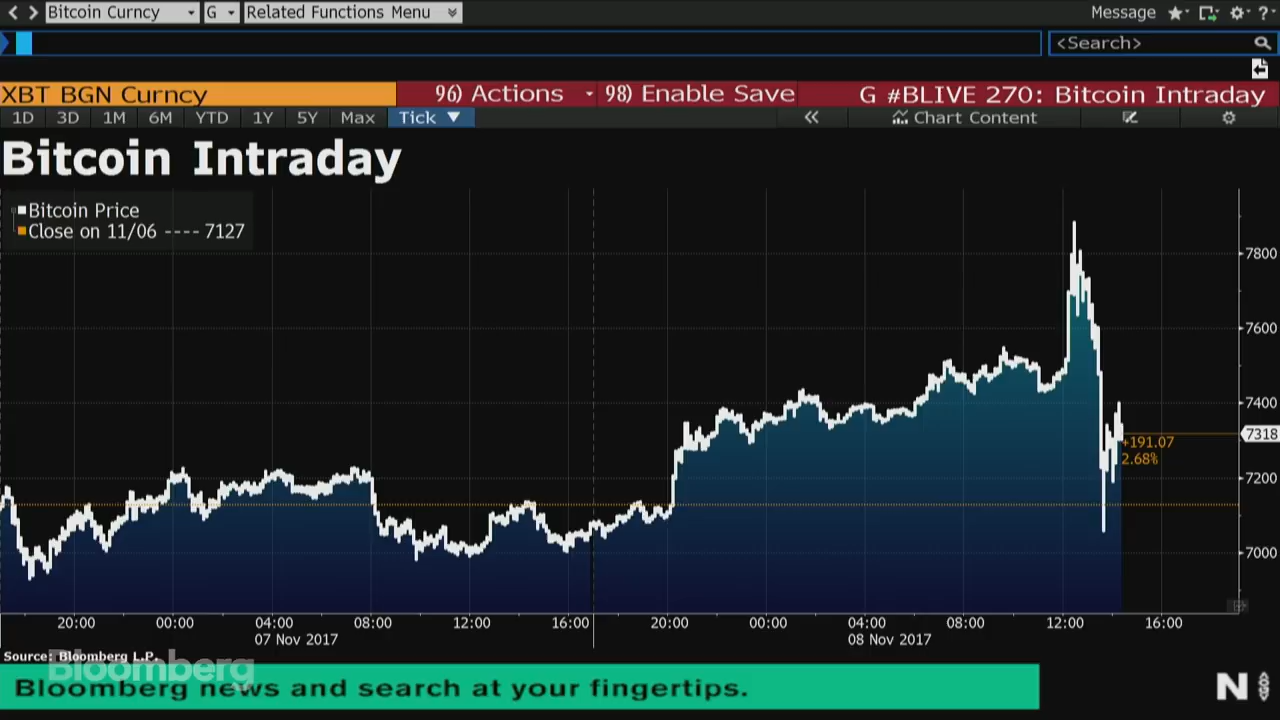 Bitcoin Curncy G Related Functions Menu Message ?
<Search>
XBT BGN Curncy 96) Actions 98) Enable Save G #BLIVE 270: Bitcoin Intraday
1D 3D 1M 6M YTD 1Y 5Y Max Tick ▼ « Chart Content
Bitcoin Intraday
Bitcoin Price
Close on 11/06 ---- 7127
7800
7600
7400
7318
+191.07
2.68%
7200
7000
20:00 00:00 04:00 08:00 12:00 16:00 20:00 00:00 04:00 08:00 12:00 16:00
07 Nov 2017 08 Nov 2017
Source: Bloomberg L.P.
Bloomberg
Bloomberg news and search at your fingertips.
N